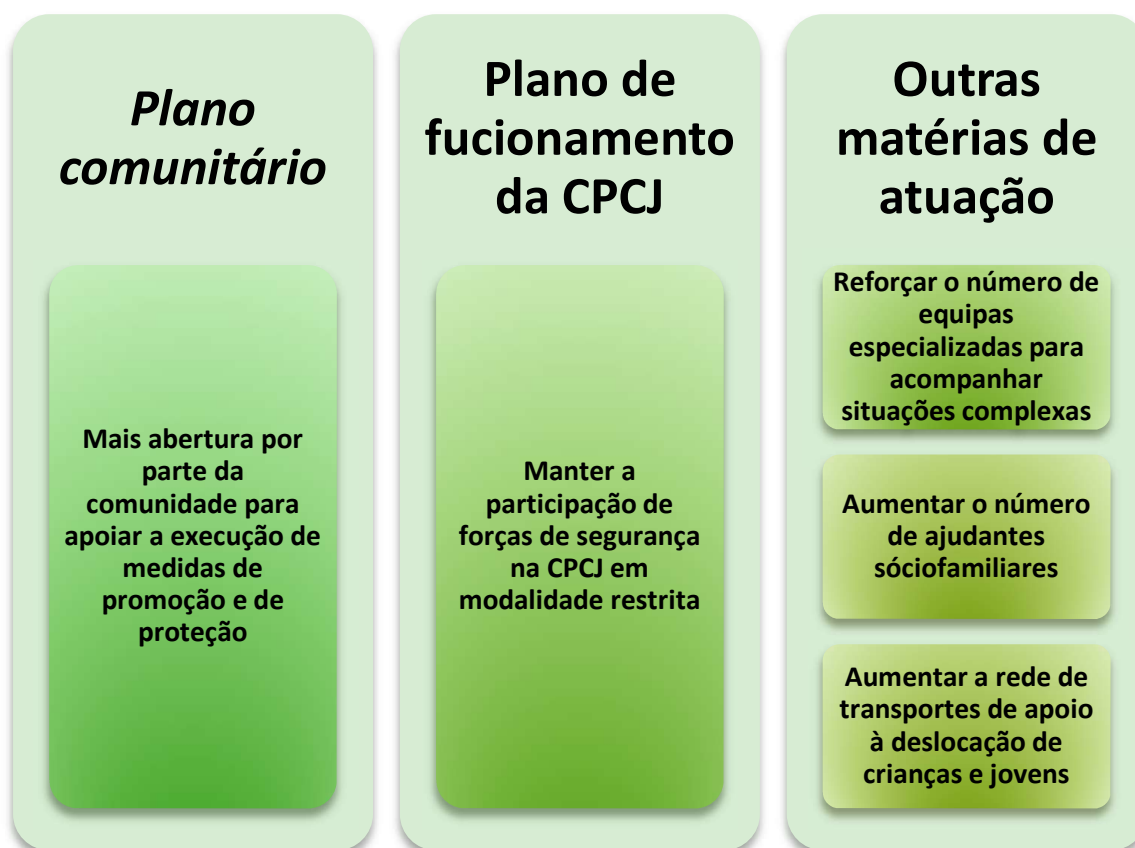 Plano
comunitário
Mais abertura por
parte da
comunidade para
apoiar a execução de
medidas de
promoção e de
proteção
Plano de
fucionamento
da CPCJ
Manter a
participação de
forças de segurança
na CPCJ em
modalidade restrita
Outras
matérias de
atuação
Reforçar o número de
equipas
especializadas para
acompanhar
situações complexas
Aumentar o número
de ajudantes
sóciofamiliares
Aumentar a rede de
transportes de apoio
à deslocação de
crianças e jovens